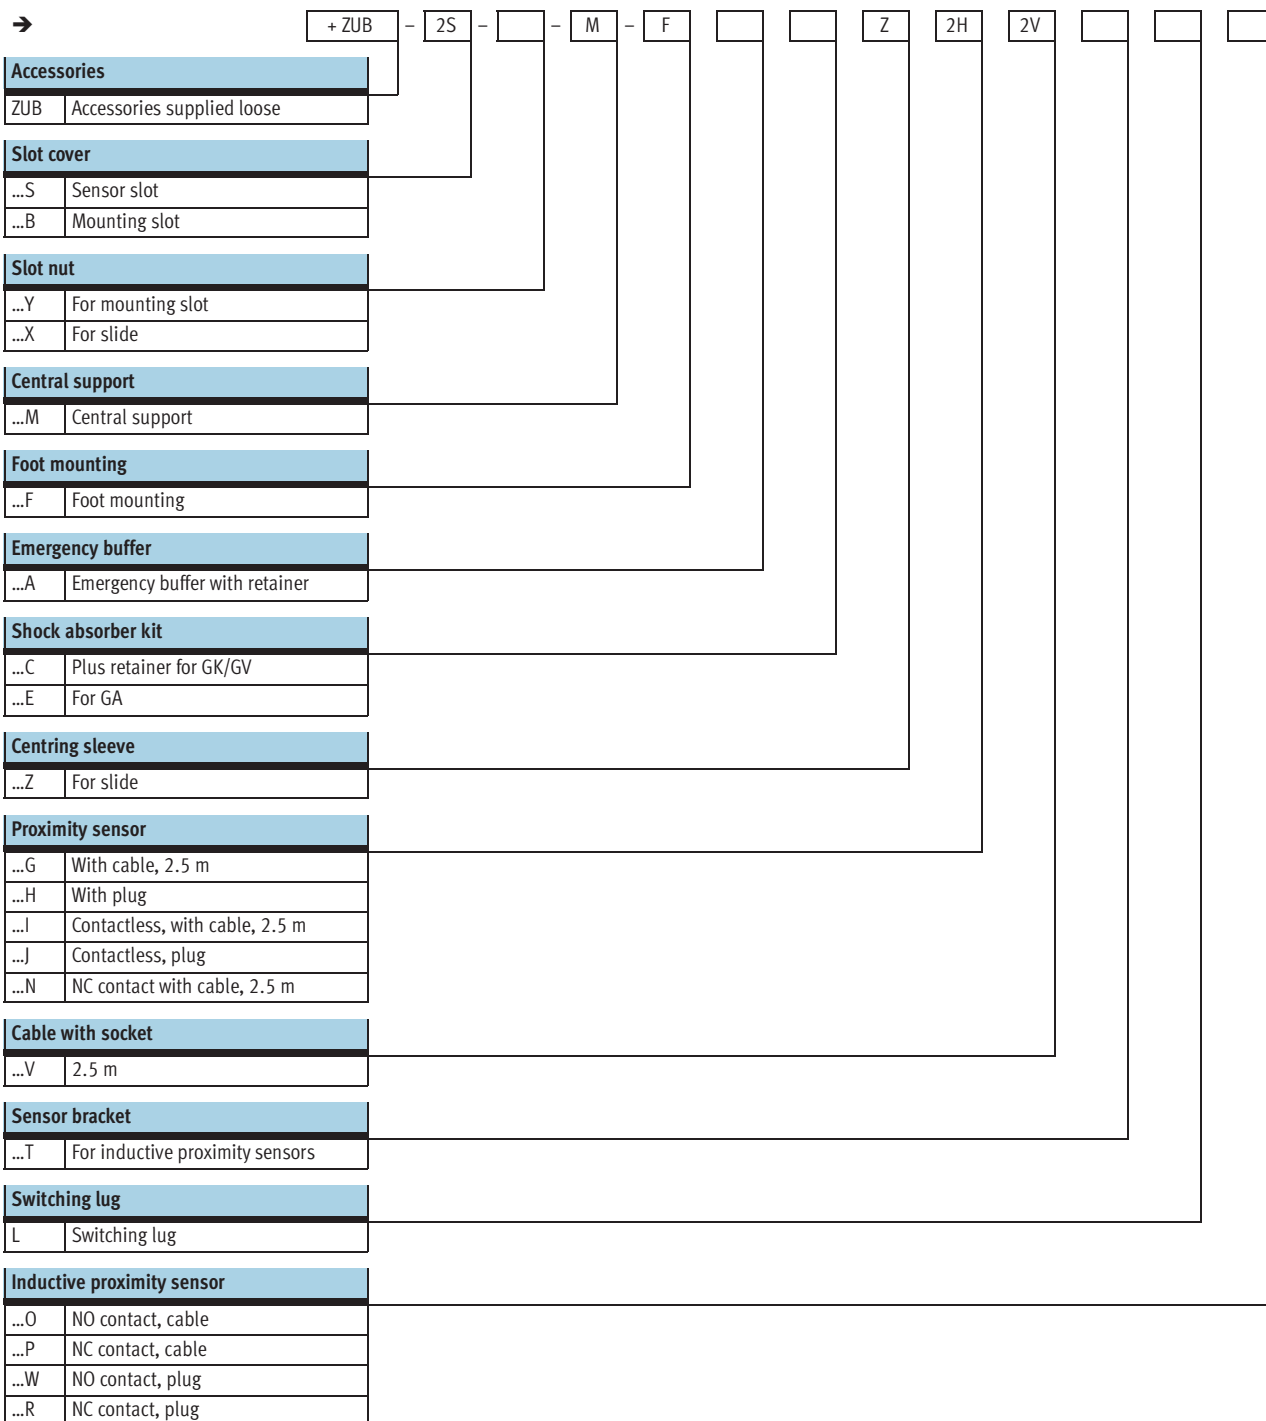 ➔ + ZUB – 2S – – M – F Z 2H 2V
Accessories
ZUB Accessories supplied loose
Slot cover
...S Sensor slot
...B Mounting slot
Slot nut
...Y For mounting slot
...X For slide
Central support
...M Central support
Foot mounting
...F Foot mounting
Emergency buffer
...A Emergency buffer with retainer
Shock absorber kit
...C Plus retainer for GK/GV
...E For GA
Centring sleeve
...Z For slide
Proximity sensor
...G With cable, 2.5 m
...H With plug
...I Contactless, with cable, 2.5 m
...J Contactless, plug
...N NC contact with cable, 2.5 m
Cable with socket
...V 2.5 m
Sensor bracket
...T For inductive proximity sensors
Switching lug
L Switching lug
Inductive proximity sensor
...O NO contact, cable
...P NC contact, cable
...W NO contact, plug
...R NC contact, plug